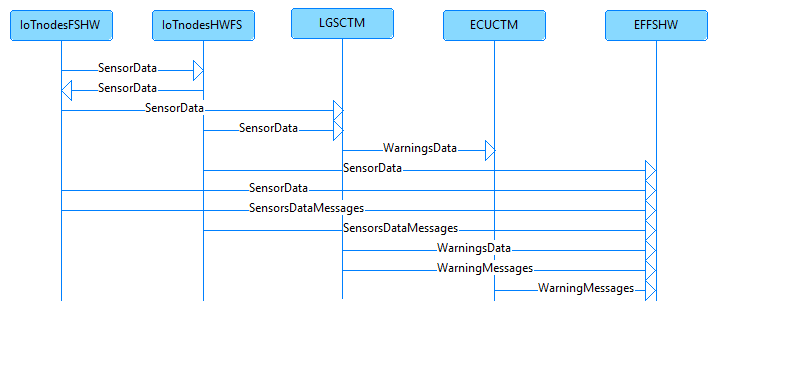 IoTnodesFSHW
IoTnodesHWFS
LGSCTM
ECUCTM
EFFSHW
SensorData
SensorData
SensorData
SensorData
WarningsData
SensorData
SensorData
SensorsDataMessages
SensorsDataMessages
WarningsData
WarningMessages
WarningMessages